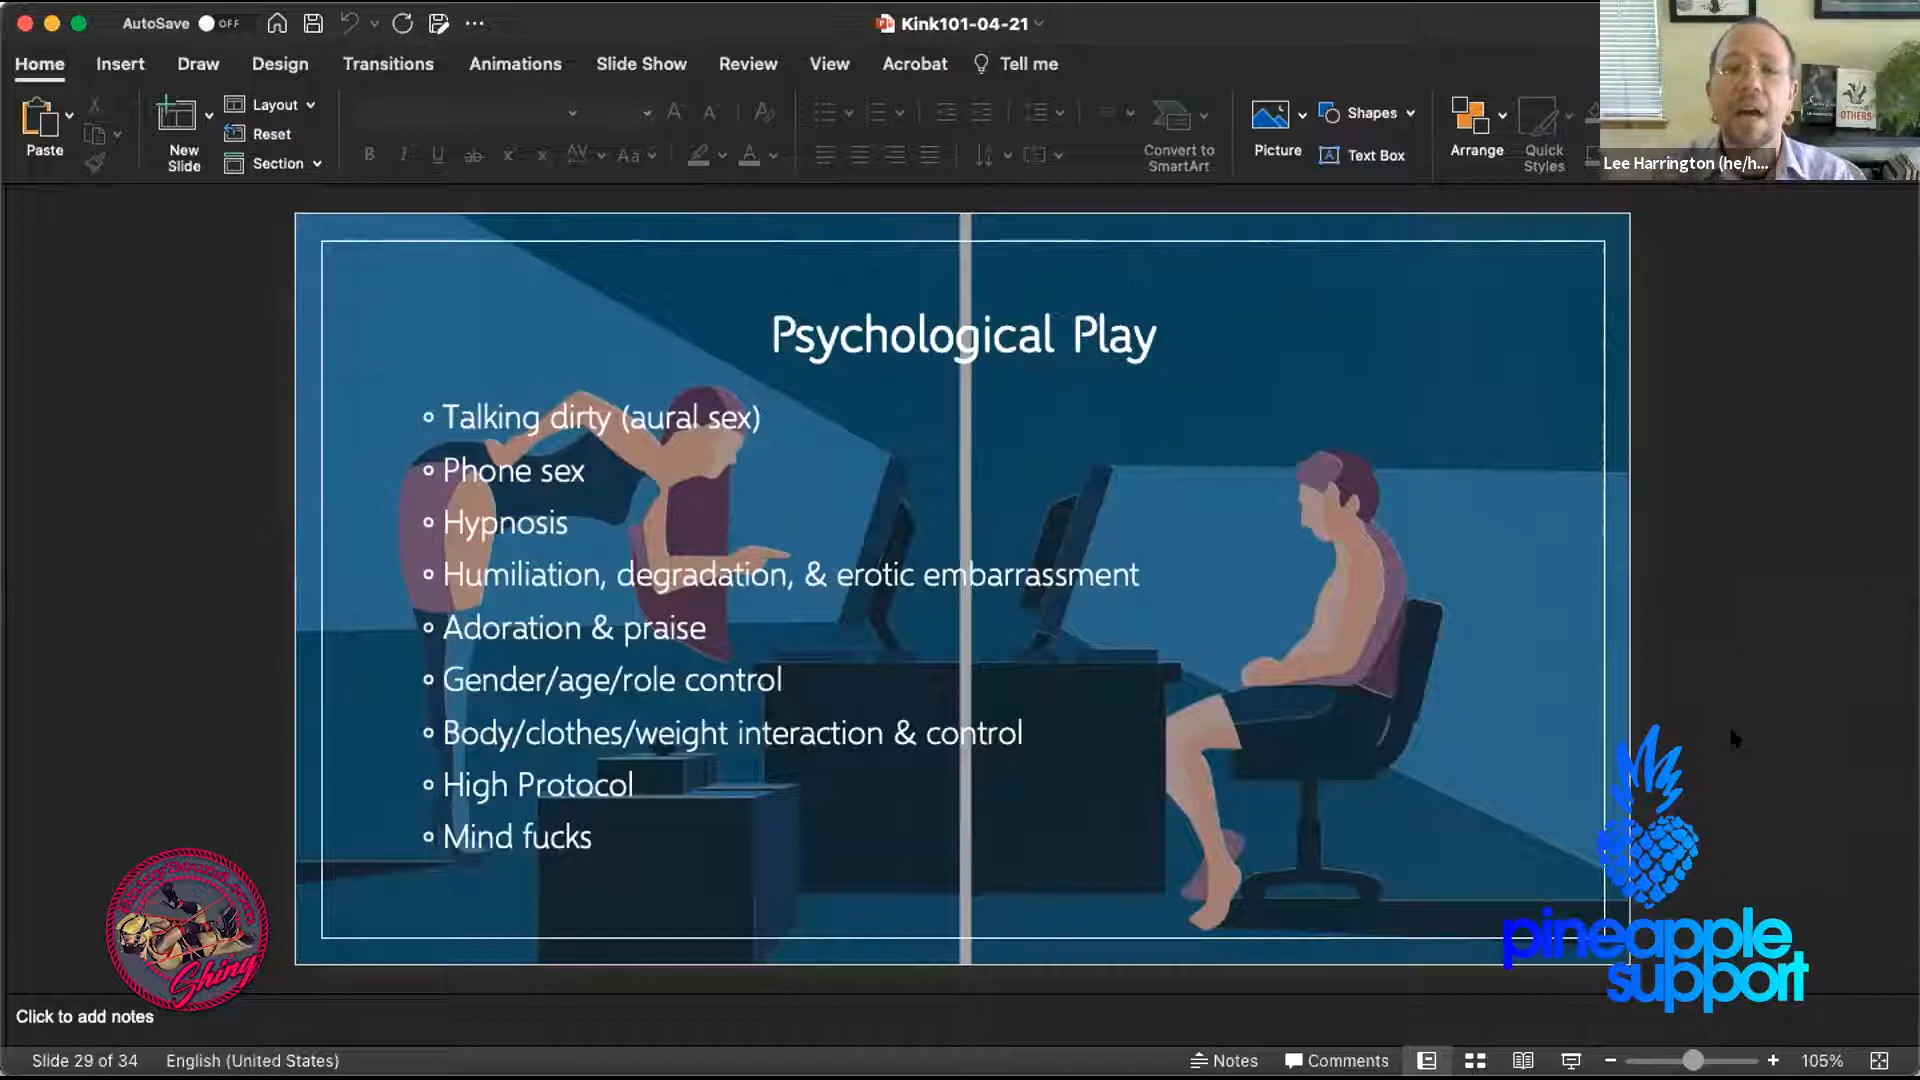 AutoSave OFF
Kink101-04-21
Home Insert Draw Design Transitions Animations Slide Show Review View Acrobat Tell me
Paste
New Slide
Layout
Reset
Section
B I U ab x x AV Aa A
Convert to SmartArt
Picture
Shapes
Text Box
Arrange
Quick Styles
OTHERS
Lee Harrington (he/h...
Psychological Play
Talking dirty (aural sex)
Phone sex
Hypnosis
Humiliation, degradation, & erotic embarrassment
Adoration & praise
Gender/age/role control
Body/clothes/weight interaction & control
High Protocol
Mind fucks
Shiny
pineapple
support
Click to add notes
Slide 29 of 34 English (United States) Notes Comments 105%